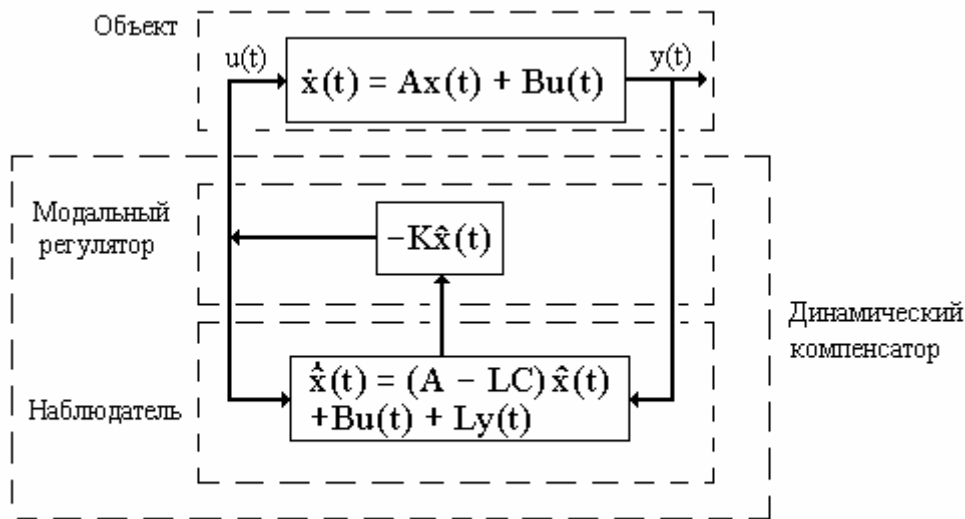 Объект
u(t)
y(t)
ẋ(t) = Ax(t) + Bu(t)
Модальный
регулятор
−Kx̂(t)
Динамический
компенсатор
Наблюдатель
x̂̇(t) = (A − LC) x̂(t)
+Bu(t) + Ly(t)